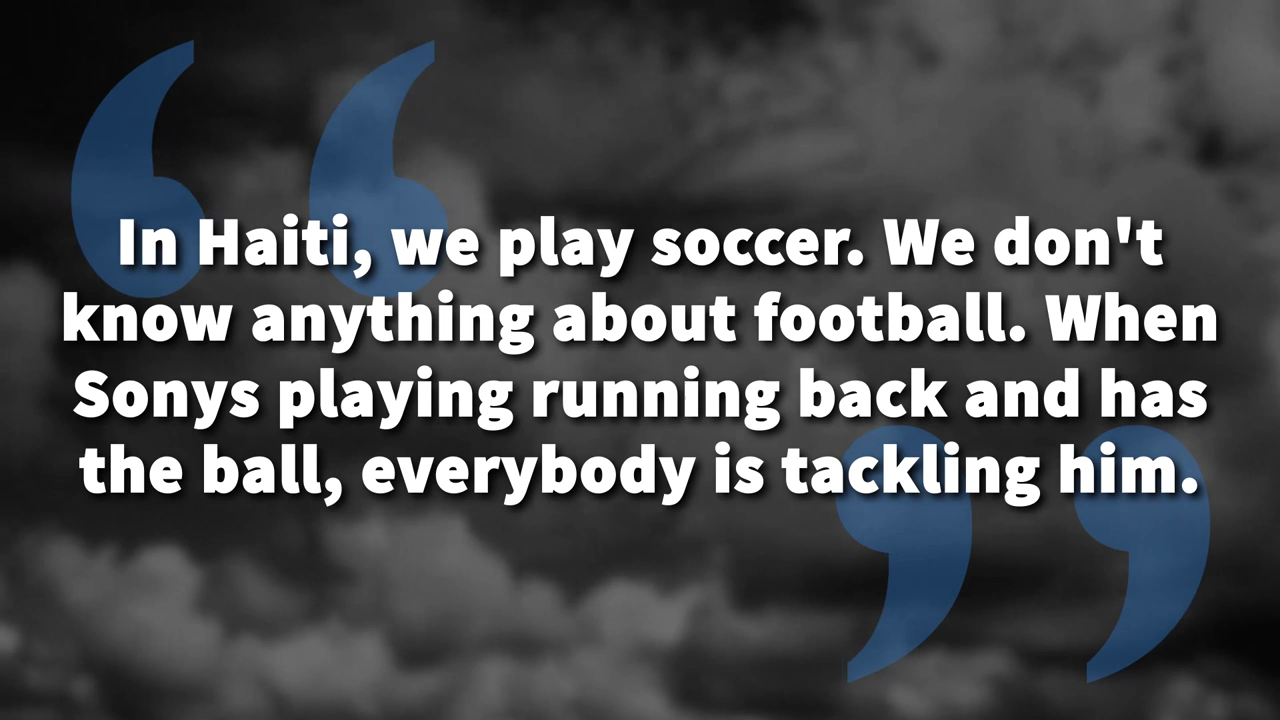 In Haiti, we play soccer. We don't
know anything about football. When
Sonys playing running back and has
the ball, everybody is tackling him.